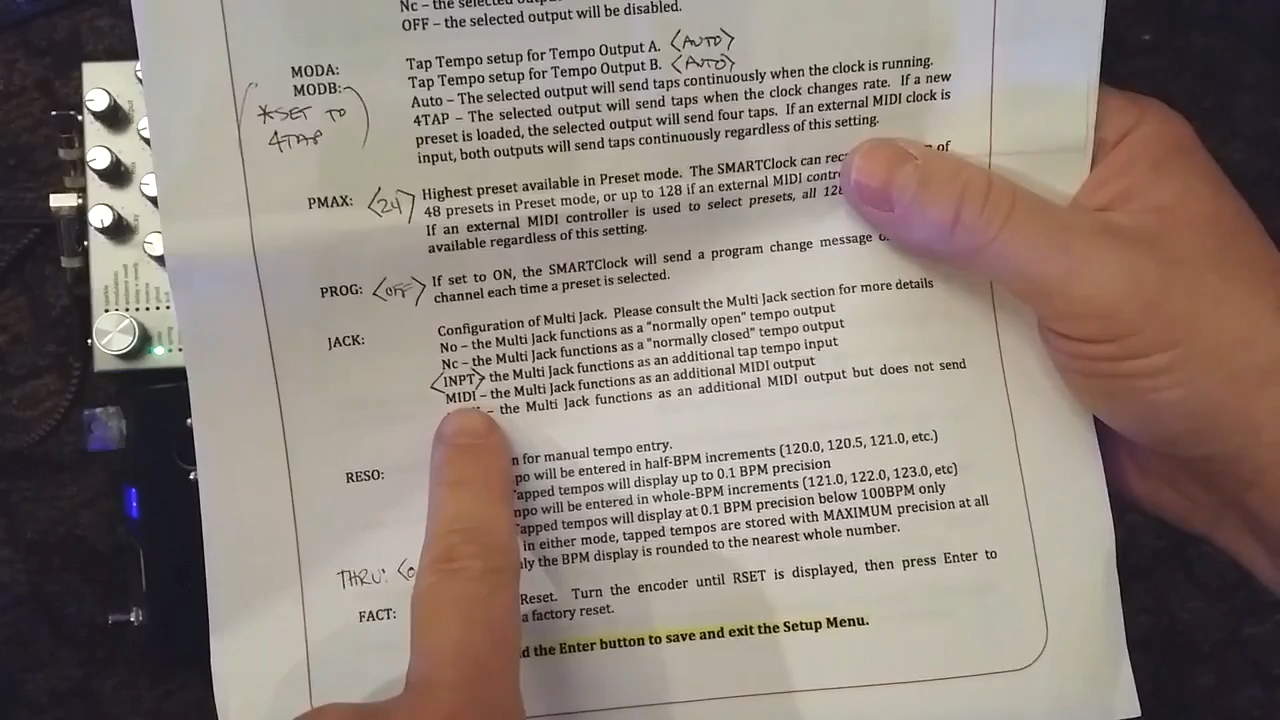 Nc – the selected
OFF – the selected output will be disabled.
MODA: Tap Tempo setup for Tempo Output A. <AUTO>
MODB: Tap Tempo setup for Tempo Output B. <AUTO>
*SET TO
4TAP
Auto – The selected output will send taps continuously when the clock is running.
4TAP – The selected output will send taps when the clock changes rate. If a new
preset is loaded, the selected output will send four taps. If an external MIDI clock is
input, both outputs will send taps continuously regardless of this setting.
PMAX: <24> Highest preset available in Preset mode. The SMARTClock can of
48 presets in Preset mode, or up to 128 if an external MIDI
If an external MIDI controller is used to select presets, all
available regardless of this setting.
PROG: <OFF> If set to ON, the SMARTClock will send a program change message
channel each time a preset is selected.
JACK: Configuration of Multi Jack. Please consult the Multi Jack section for more details
No – the Multi Jack functions as a "normally open" tempo output
Nc – the Multi Jack functions as a "normally closed" tempo output
<INPT> the Multi Jack functions as an additional tap tempo input
MIDI – the Multi Jack functions as an additional MIDI output
– the Multi Jack functions as an additional MIDI output but does not send
RESO: for manual tempo entry.
will be entered in half-BPM increments (120.0, 120.5, 121.0, etc.)
tempos will display up to 0.1 BPM precision
will be entered in whole-BPM increments (121.0, 122.0, 123.0, etc)
tempos will display at 0.1 BPM precision below 100BPM only
in either mode, tapped tempos are stored with MAXIMUM precision at all
the BPM display is rounded to the nearest whole number.
THRU:
FACT: Reset. Turn the encoder until RSET is displayed, then press Enter to
a factory reset.
the Enter button to save and exit the Setup Menu.